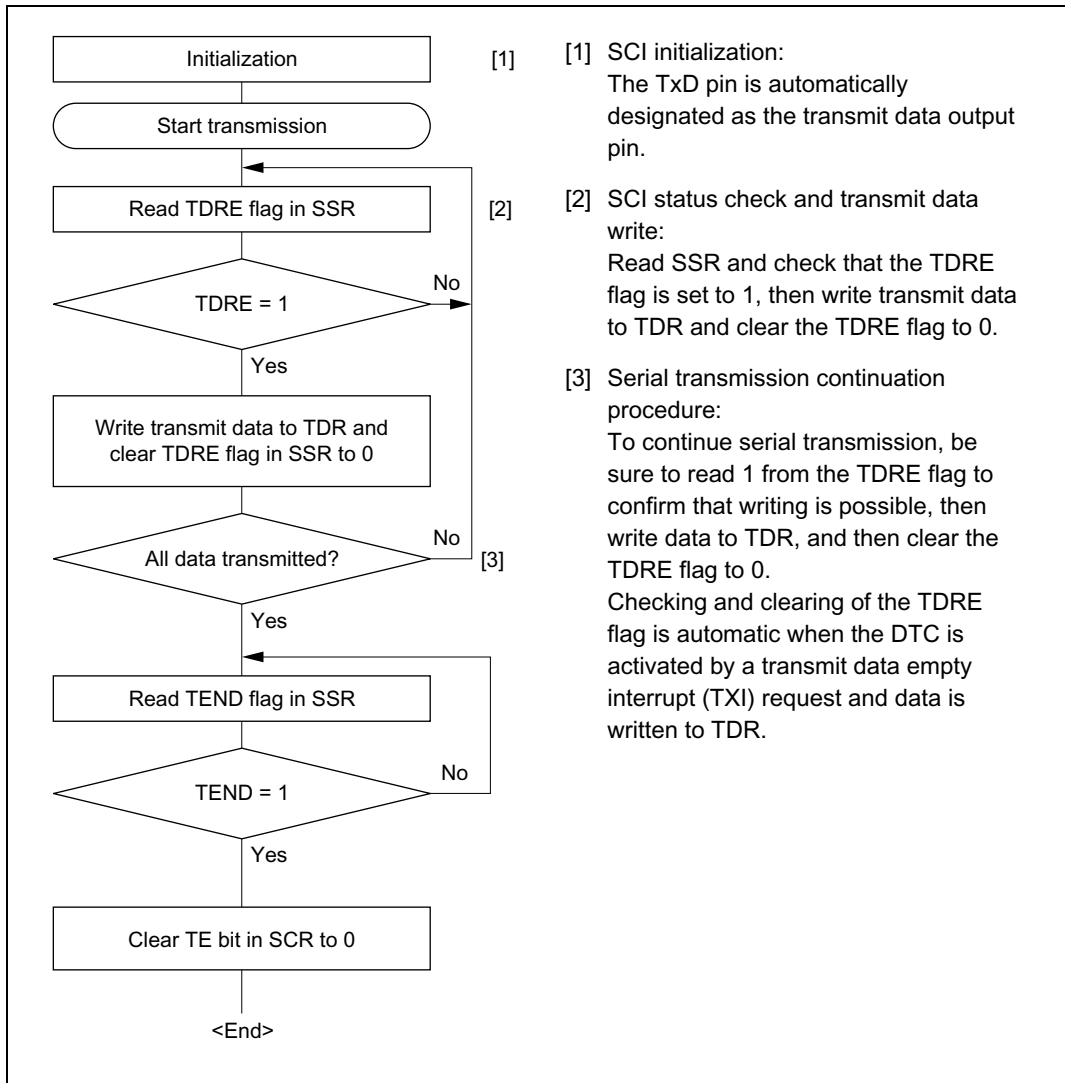 Initialization
[1]
Start transmission
Read TDRE flag in SSR
[2]
No
TDRE = 1
Yes
Write transmit data to TDR and
clear TDRE flag in SSR to 0
No
All data transmitted?
[3]
Yes
Read TEND flag in SSR
No
TEND = 1
Yes
Clear TE bit in SCR to 0
<End>
[1] SCI initialization:
The TxD pin is automatically
designated as the transmit data output
pin.
[2] SCI status check and transmit data
write:
Read SSR and check that the TDRE
flag is set to 1, then write transmit data
to TDR and clear the TDRE flag to 0.
[3] Serial transmission continuation
procedure:
To continue serial transmission, be
sure to read 1 from the TDRE flag to
confirm that writing is possible, then
write data to TDR, and then clear the
TDRE flag to 0.
Checking and clearing of the TDRE
flag is automatic when the DTC is
activated by a transmit data empty
interrupt (TXI) request and data is
written to TDR.